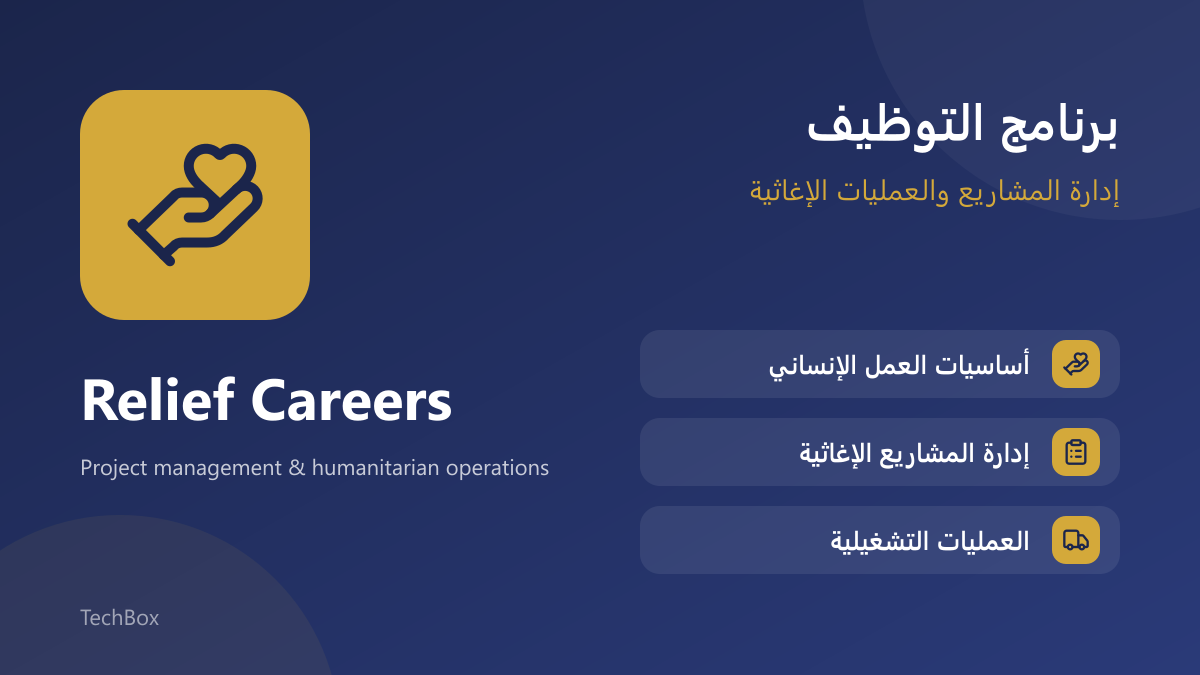 برنامج التوظيف
إدارة المشاريع والعمليات الإغاثية
Relief Careers
Project management & humanitarian operations
أساسيات العمل الإنساني
إدارة المشاريع الإغاثية
العمليات التشغيلية
TechBox